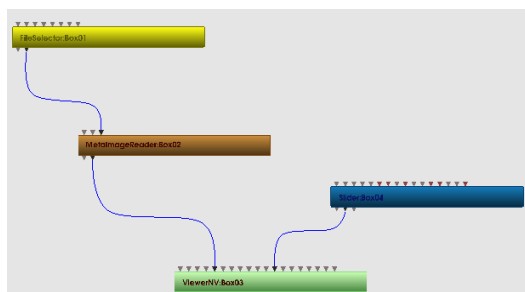 FileSelector:Box01
MetaImageReader:Box02
Slider:Box04
ViewerNV:Box03